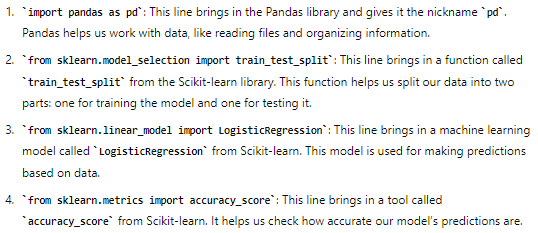 1. `import pandas as pd`: This line brings in the Pandas library and gives it the nickname `pd`.
Pandas helps us work with data, like reading files and organizing information.
2. `from sklearn.model_selection import train_test_split`: This line brings in a function called
`train_test_split` from the Scikit-learn library. This function helps us split our data into two
parts: one for training the model and one for testing it.
3. `from sklearn.linear_model import LogisticRegression`: This line brings in a machine learning
model called `LogisticRegression` from Scikit-learn. This model is used for making predictions
based on data.
4. `from sklearn.metrics import accuracy_score`: This line brings in a tool called
`accuracy_score` from Scikit-learn. It helps us check how accurate our model's predictions are.